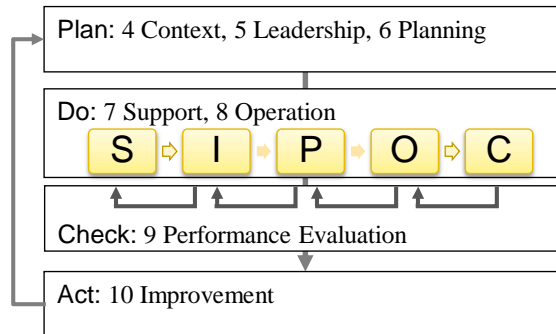 Plan: 4 Context, 5 Leadership, 6 Planning
Do: 7 Support, 8 Operation
S I P O C
Check: 9 Performance Evaluation
Act: 10 Improvement